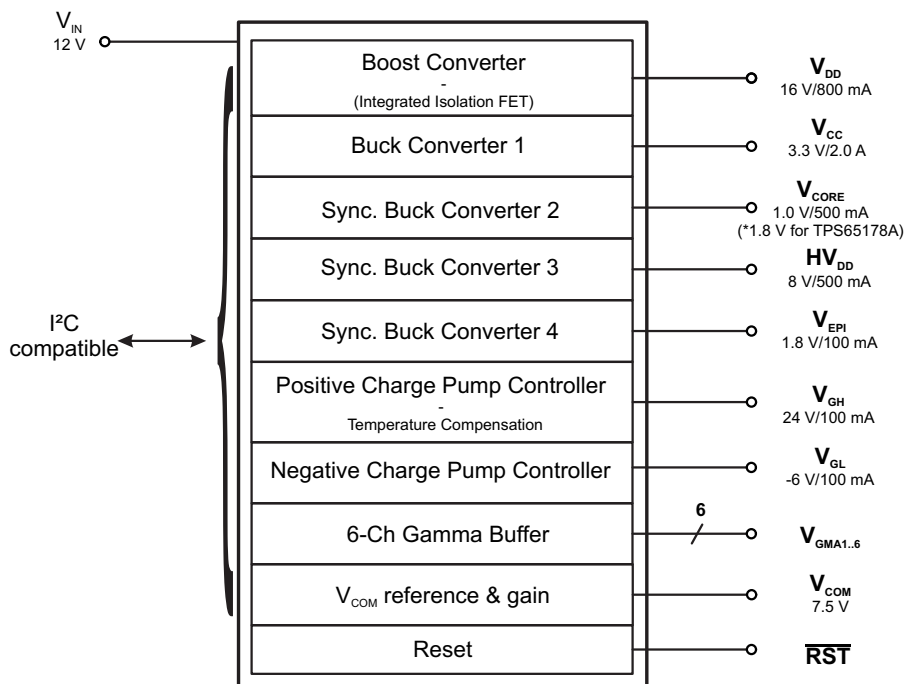 VIN
12 V
Boost Converter
-
(Integrated Isolation FET)
VDD
16 V/800 mA
Buck Converter 1
VCC
3.3 V/2.0 A
Sync. Buck Converter 2
VCORE
1.0 V/500 mA
(*1.8 V for TPS65178A)
Sync. Buck Converter 3
HVDD
8 V/500 mA
I²C
compatible
Sync. Buck Converter 4
VEPI
1.8 V/100 mA
Positive Charge Pump Controller
-
Temperature Compensation
VGH
24 V/100 mA
Negative Charge Pump Controller
VGL
-6 V/100 mA
6-Ch Gamma Buffer
6
VGMA1..6
VCOM reference & gain
VCOM
7.5 V
Reset
RST